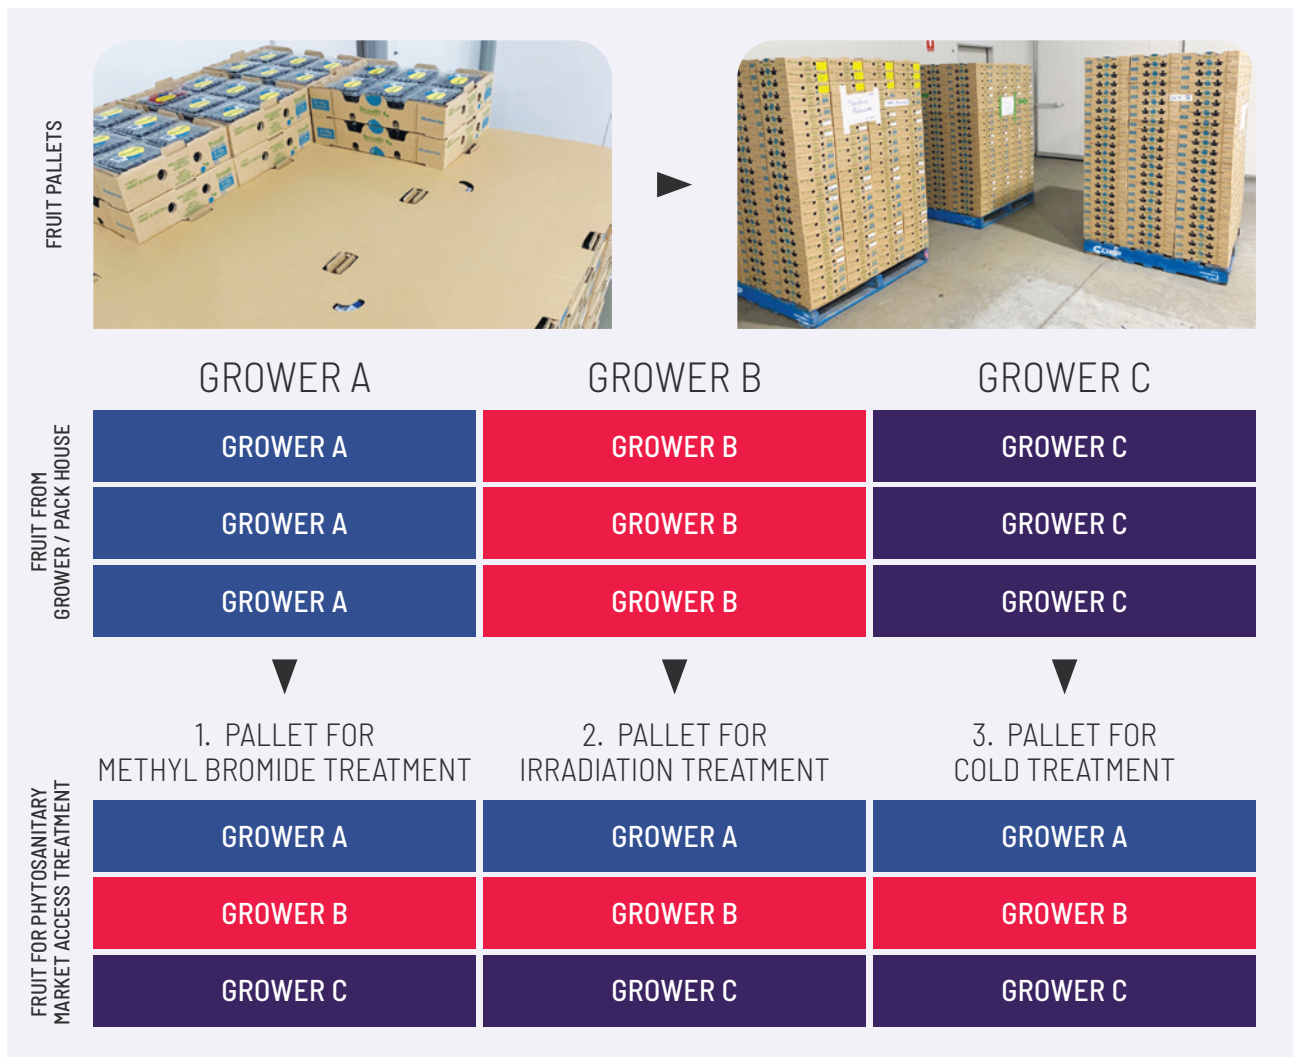 FRUIT PALLETS
GROWER A
GROWER B
GROWER C
FRUIT FROM
GROWER / PACK HOUSE
GROWER A
GROWER B
GROWER C
GROWER A
GROWER B
GROWER C
GROWER A
GROWER B
GROWER C
1. PALLET FOR
METHYL BROMIDE TREATMENT
2. PALLET FOR
IRRADIATION TREATMENT
3. PALLET FOR
COLD TREATMENT
FRUIT FOR PHYTOSANITARY
MARKET ACCESS TREATMENT
GROWER A
GROWER A
GROWER A
GROWER B
GROWER B
GROWER B
GROWER C
GROWER C
GROWER C